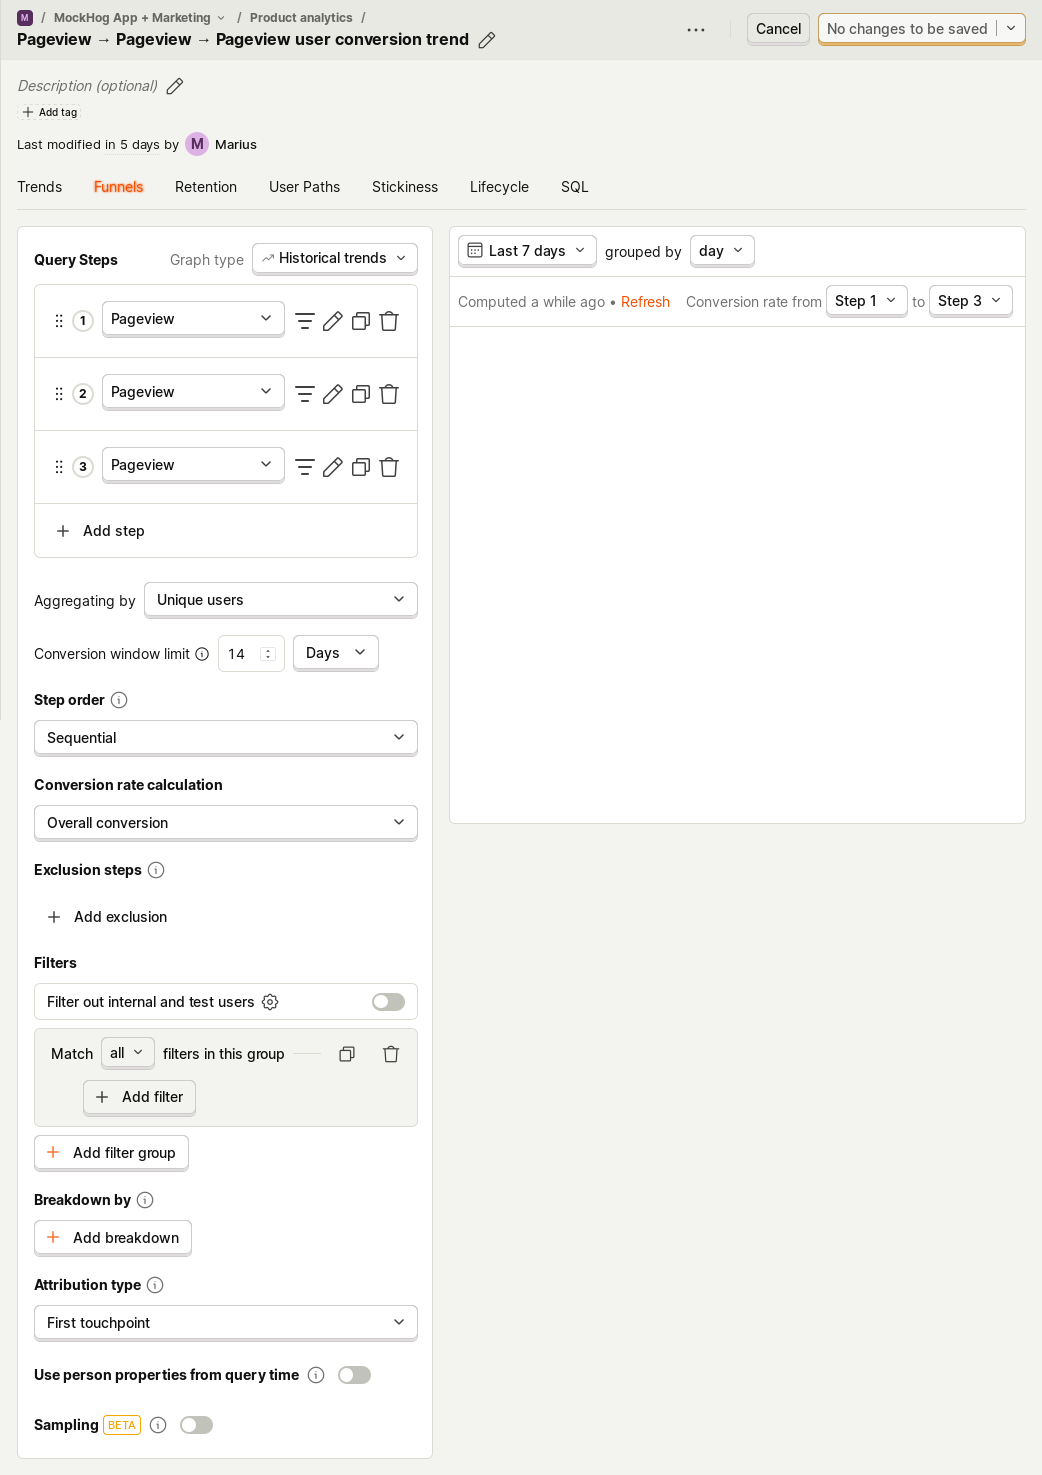 M / MockHog App + Marketing / Product analytics /
Pageview → Pageview → Pageview user conversion trend
Cancel
No changes to be saved
Description (optional)
+ Add tag
Last modified in 5 days by M Marius
Trends Funnels Retention User Paths Stickiness Lifecycle SQL
Query Steps Graph type Historical trends
1 Pageview
2 Pageview
3 Pageview
+ Add step
Aggregating by Unique users
Conversion window limit 14 Days
Step order
Sequential
Conversion rate calculation
Overall conversion
Exclusion steps
+ Add exclusion
Filters
Filter out internal and test users
Match all filters in this group
+ Add filter
+ Add filter group
Breakdown by
+ Add breakdown
Attribution type
First touchpoint
Use person properties from query time
Sampling BETA
Last 7 days grouped by day
Computed a while ago • Refresh Conversion rate from Step 1 to Step 3